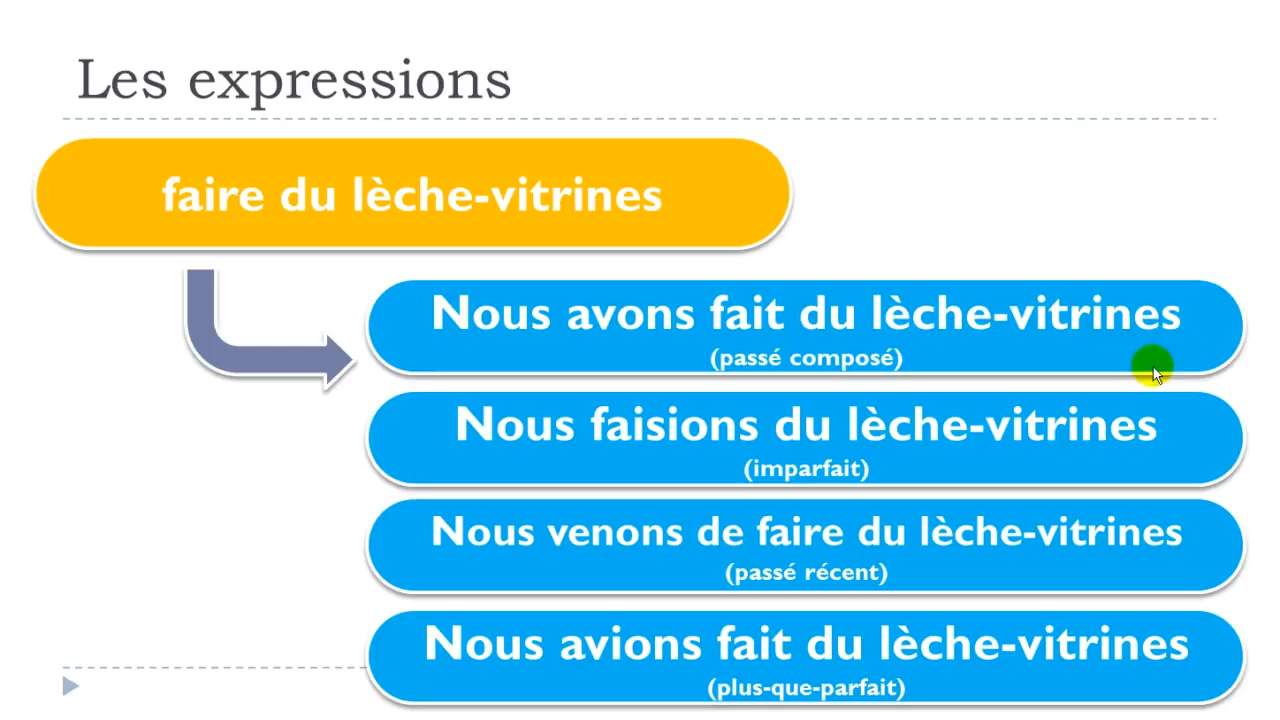 Les expressions
faire du lèche-vitrines
Nous avons fait du lèche-vitrines
(passé composé)
Nous faisions du lèche-vitrines
(imparfait)
Nous venons de faire du lèche-vitrines
(passé récent)
Nous avions fait du lèche-vitrines
(plus-que-parfait)